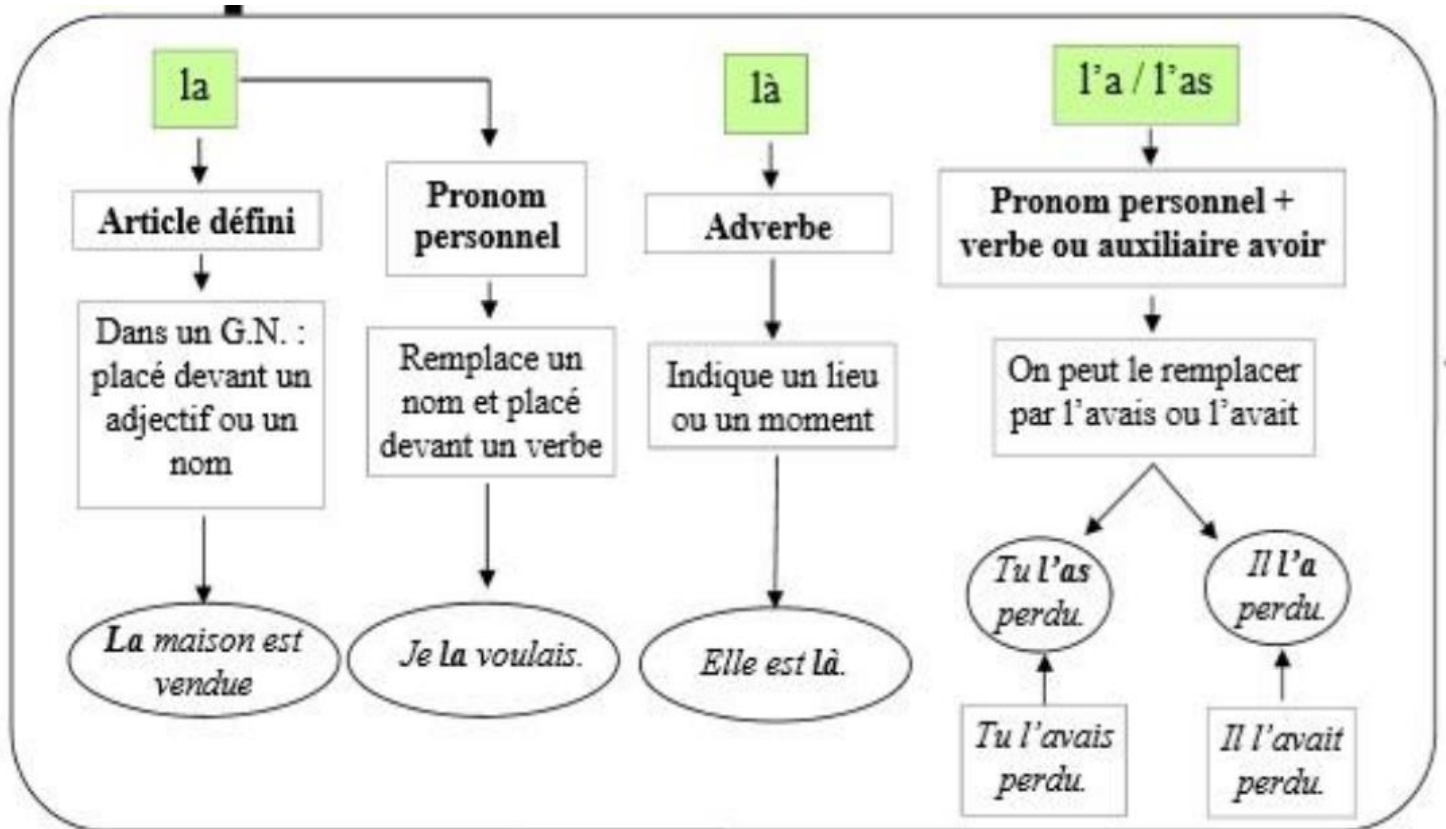 la
Article défini
Dans un G.N. :
placé devant un
adjectif ou un
nom
La maison est
vendue
Pronom
personnel
Remplace un
nom et placé
devant un verbe
Je la voulais.
là
Adverbe
Indique un lieu
ou un moment
Elle est là.
l'a / l'as
Pronom personnel +
verbe ou auxiliaire avoir
On peut le remplacer
par l'avais ou l'avait
Tu l'as
perdu.
Tu l'avais
perdu.
Il l'a
perdu.
Il l'avait
perdu.